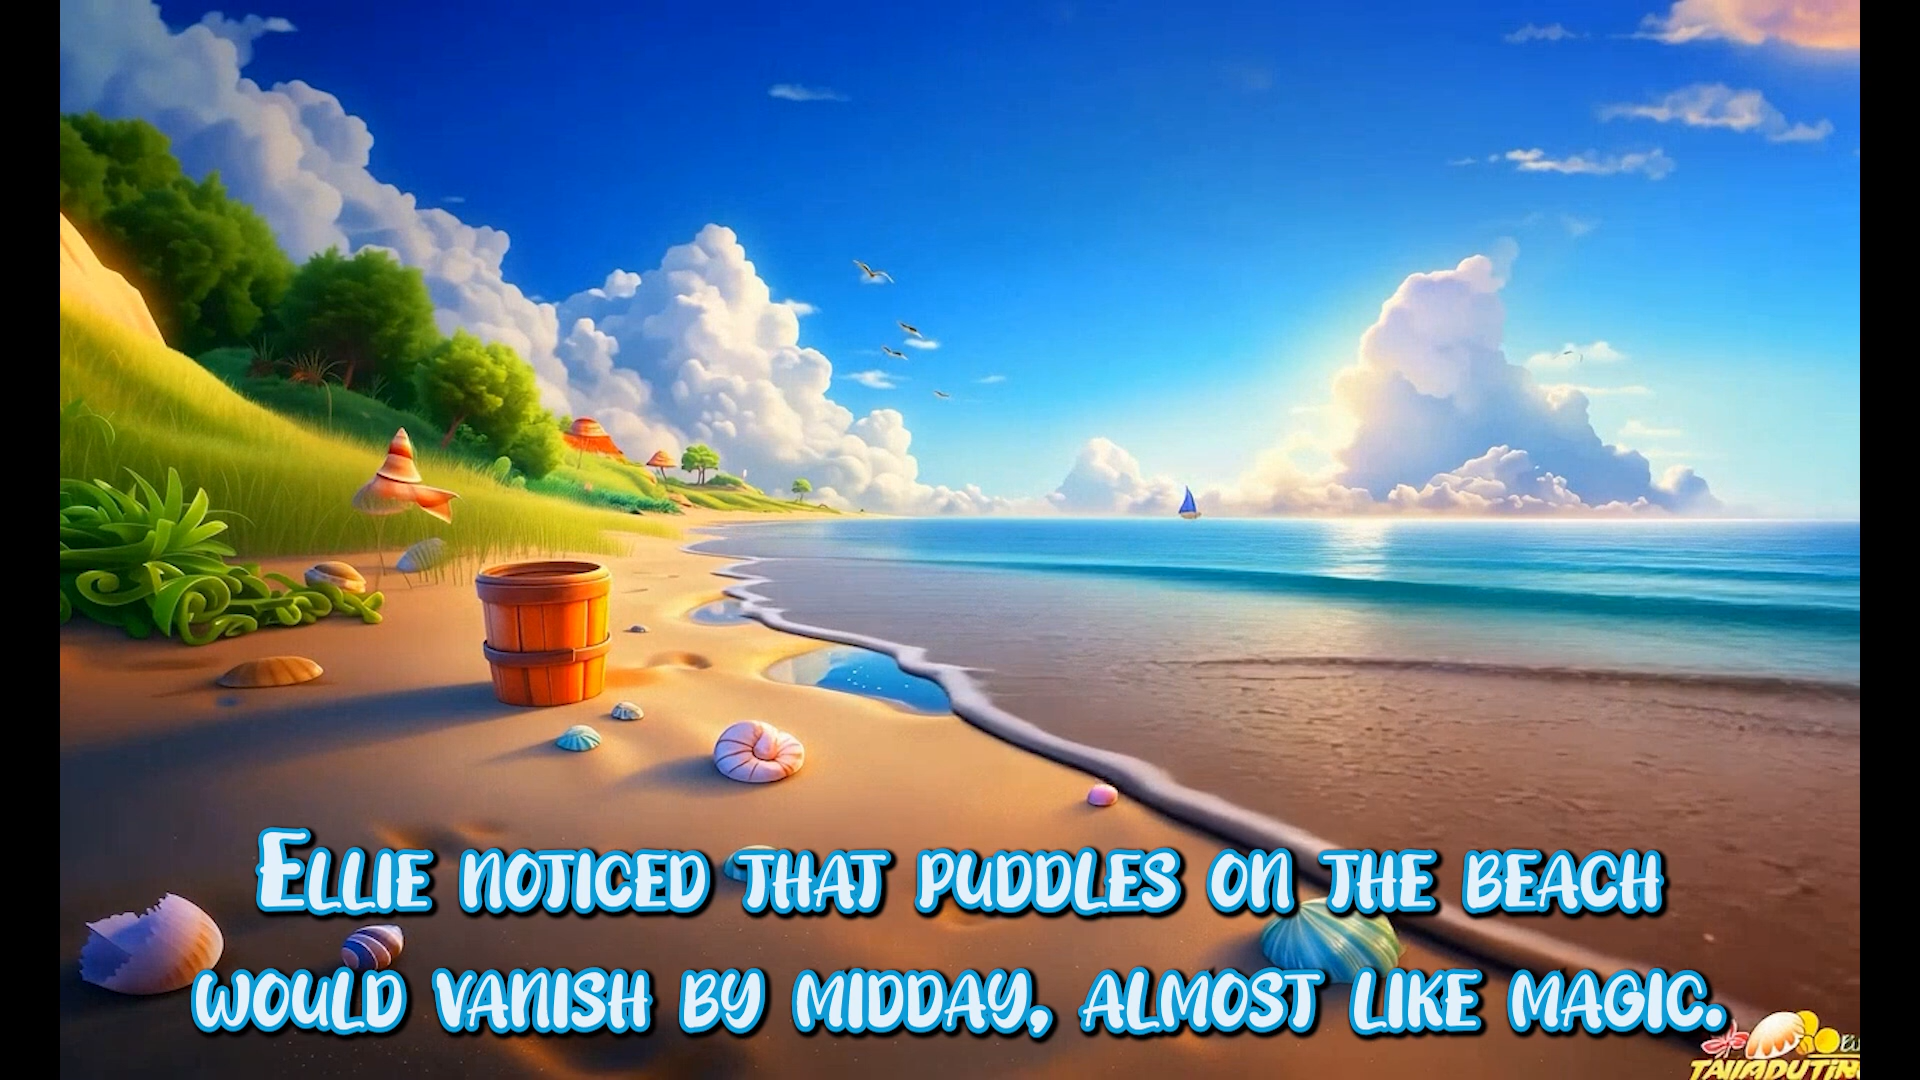 Ellie noticed that puddles on the beach
would vanish by midday, almost like magic.